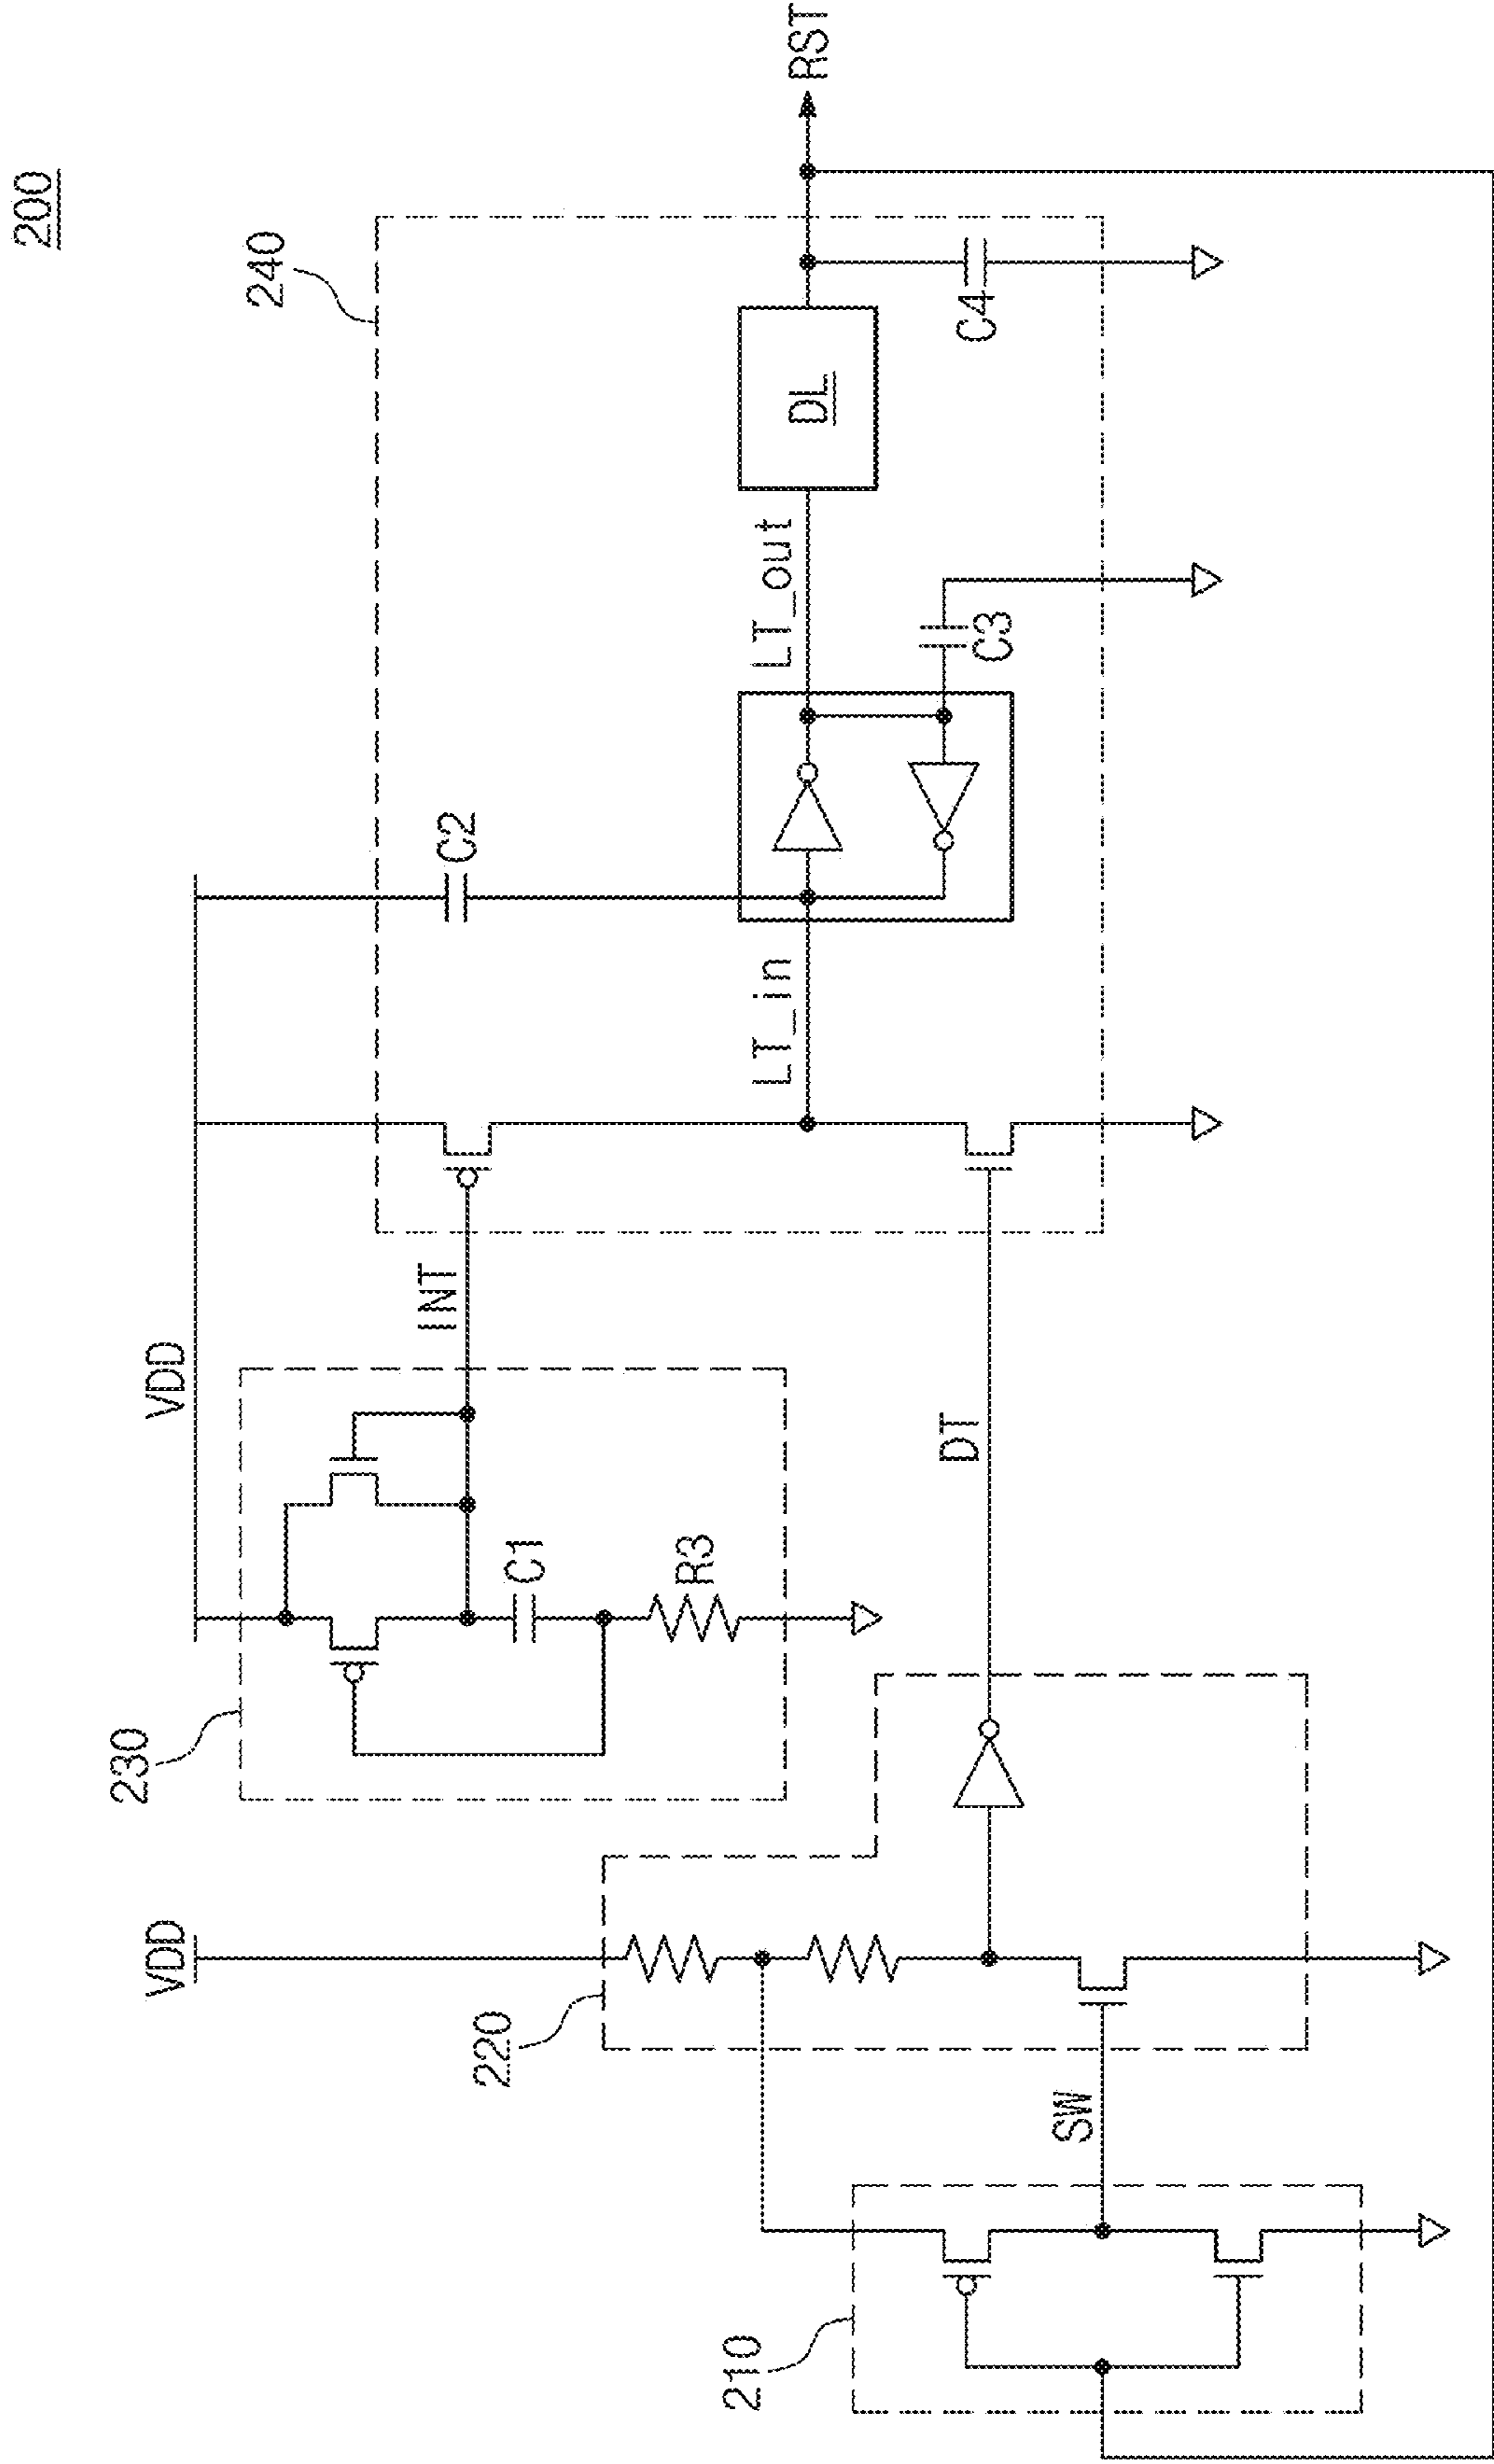 200
VDD
VDD
230
INT
C1
R3
240
C2
LT_in
LT_out
C3
DL
C4
RST
220
DT
210
SW